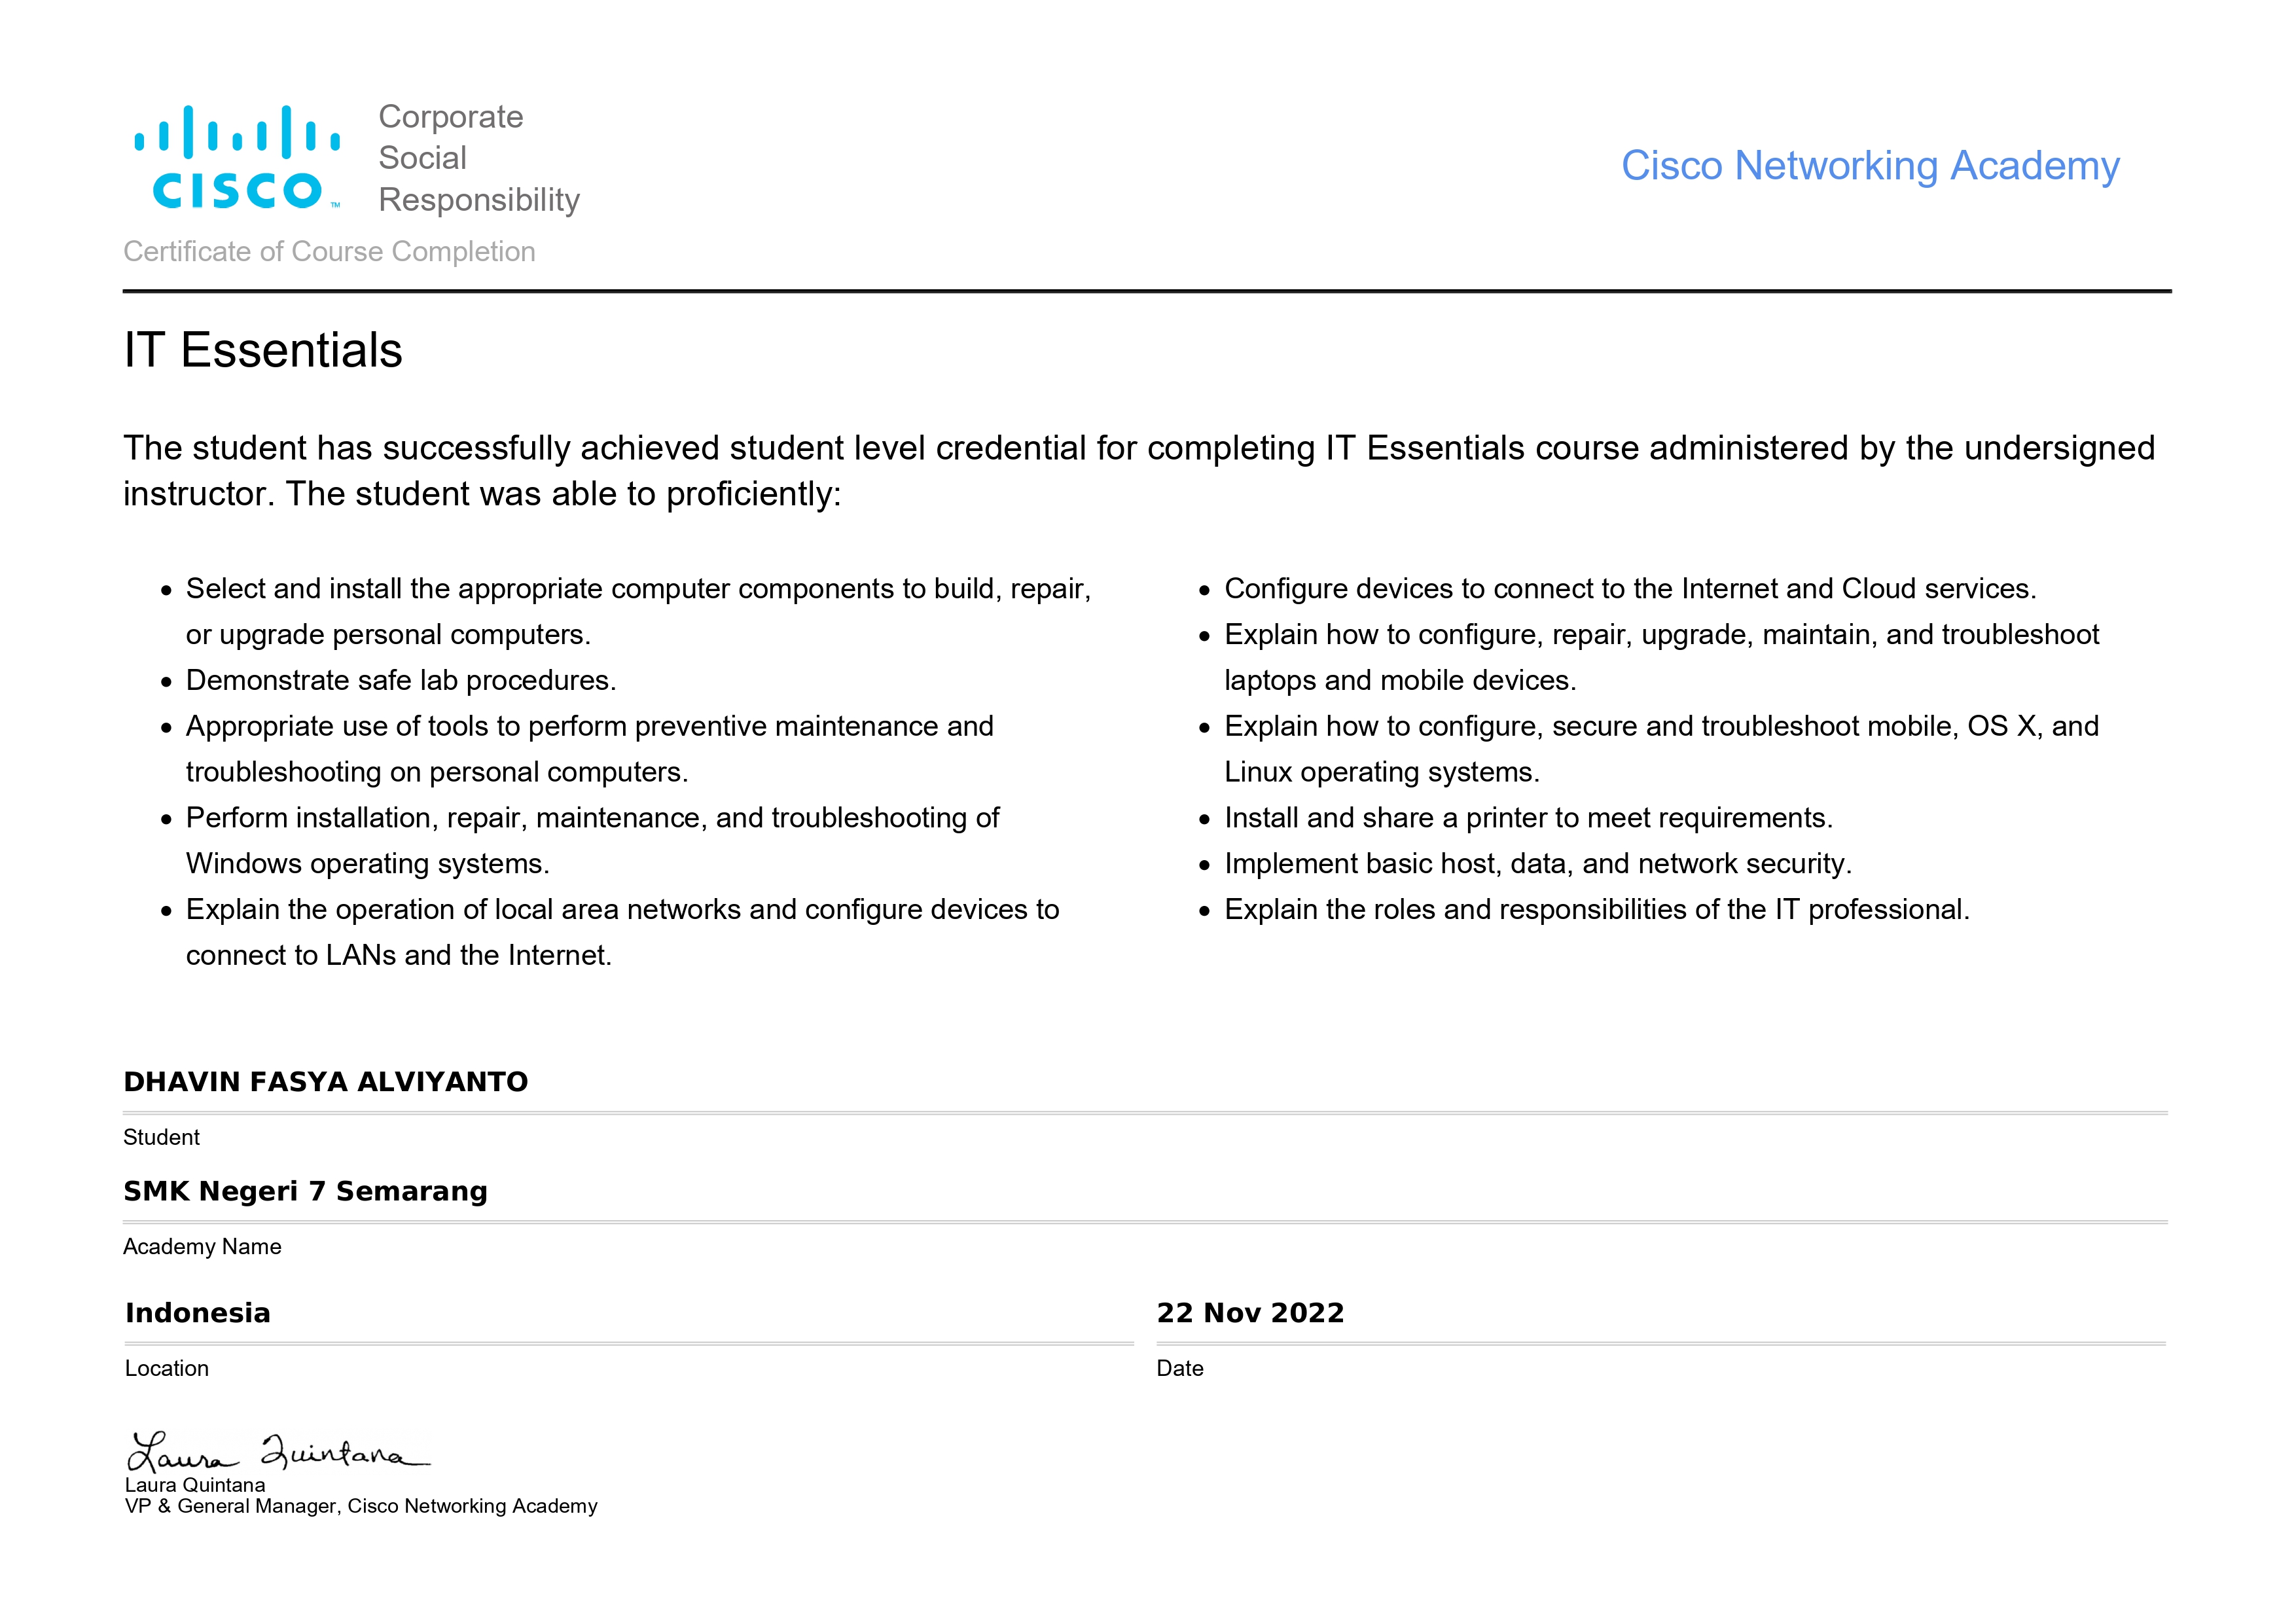 Corporate
Social
Responsibility
CISCO™
Cisco Networking Academy
Certificate of Course Completion
IT Essentials
The student has successfully achieved student level credential for completing IT Essentials course administered by the undersigned
instructor. The student was able to proficiently:
• Select and install the appropriate computer components to build, repair,
or upgrade personal computers.
• Demonstrate safe lab procedures.
• Appropriate use of tools to perform preventive maintenance and
troubleshooting on personal computers.
• Perform installation, repair, maintenance, and troubleshooting of
Windows operating systems.
• Explain the operation of local area networks and configure devices to
connect to LANs and the Internet.
• Configure devices to connect to the Internet and Cloud services.
• Explain how to configure, repair, upgrade, maintain, and troubleshoot
laptops and mobile devices.
• Explain how to configure, secure and troubleshoot mobile, OS X, and
Linux operating systems.
• Install and share a printer to meet requirements.
• Implement basic host, data, and network security.
• Explain the roles and responsibilities of the IT professional.
DHAVIN FASYA ALVIYANTO
Student
SMK Negeri 7 Semarang
Academy Name
Indonesia
Location
22 Nov 2022
Date
Laura Quintana
Laura Quintana
VP & General Manager, Cisco Networking Academy